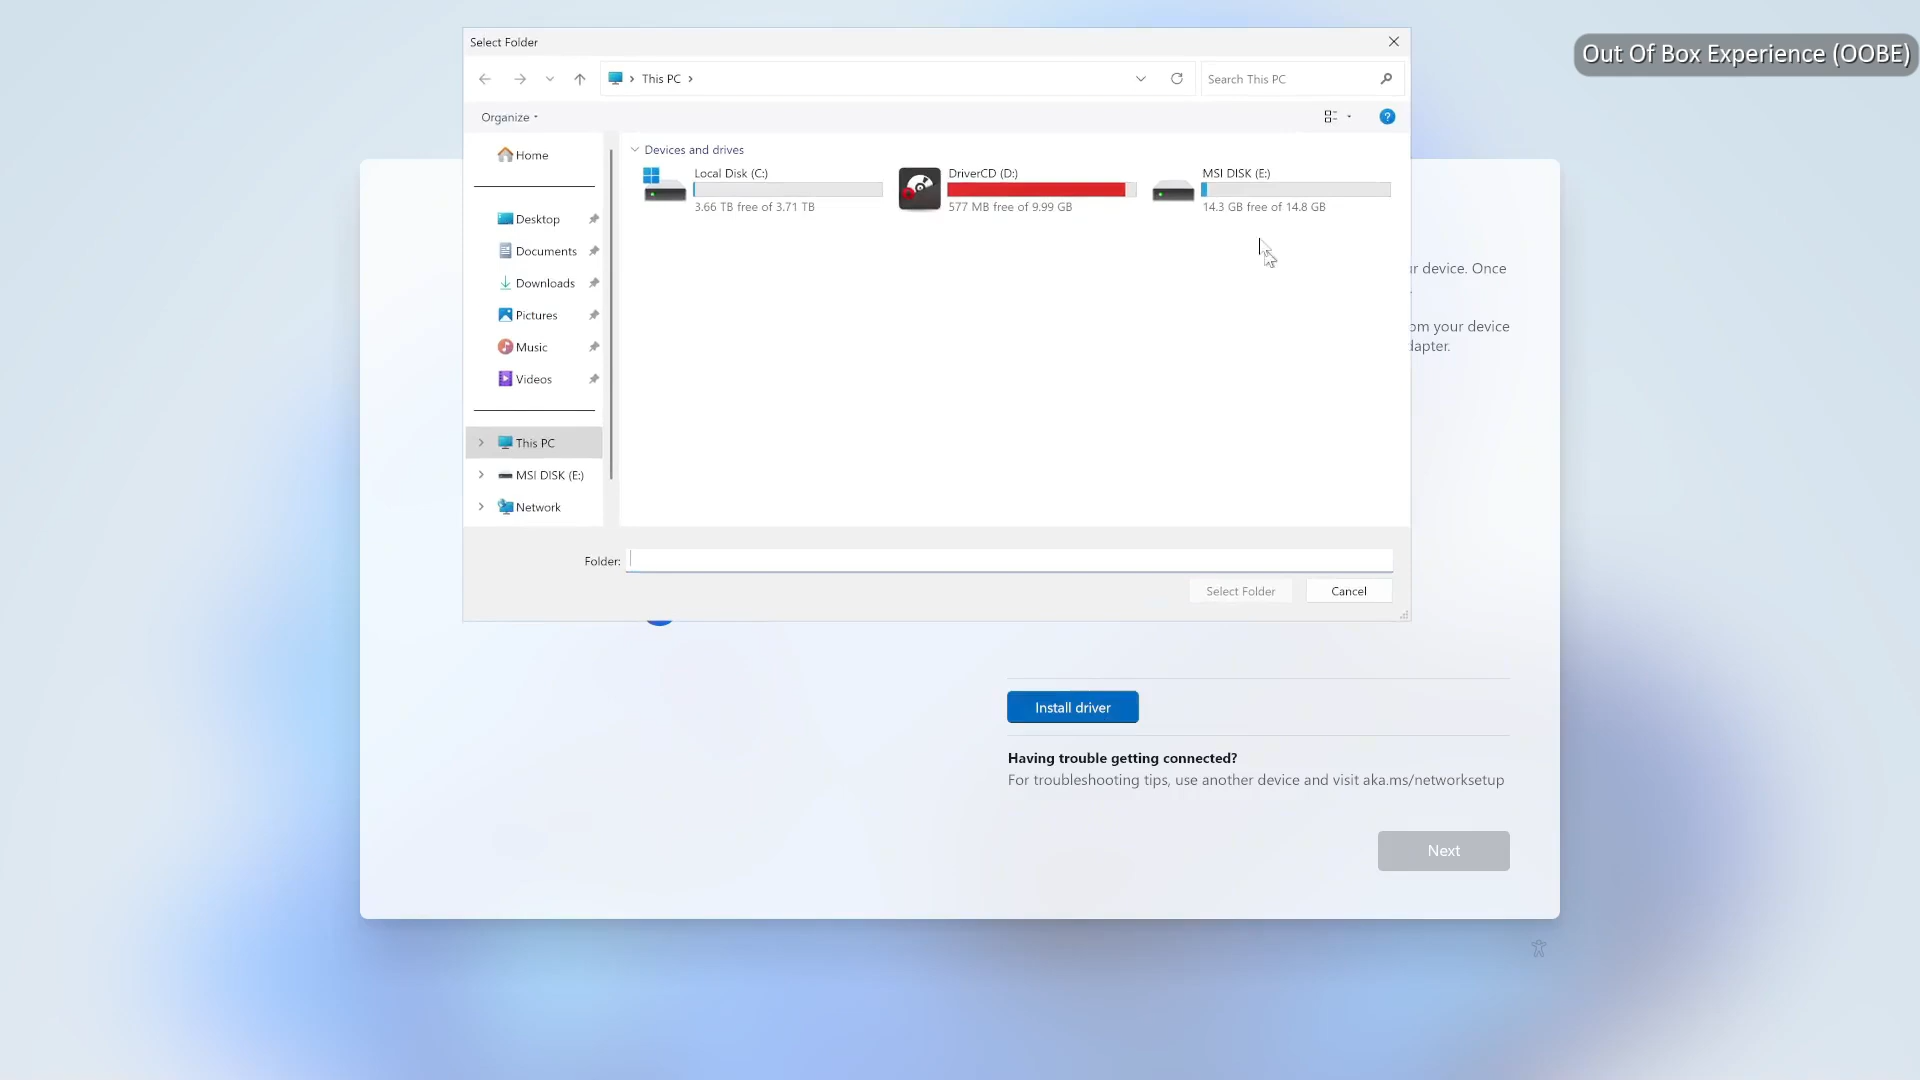 Select Folder
Out Of Box Experience (OOBE)
This PC
Search This PC
Organize
Home
Desktop
Documents
Downloads
Pictures
Music
Videos
This PC
MSI DISK (E:)
Network
Devices and drives
Local Disk (C:)
3.66 TB free of 3.71 TB
DriverCD (D:)
577 MB free of 9.99 GB
MSI DISK (E:)
14.3 GB free of 14.8 GB
device. Once
your device
Folder:
Select Folder
Cancel
Install driver
Having trouble getting connected?
For troubleshooting tips, use another device and visit aka.ms/networksetup
Next